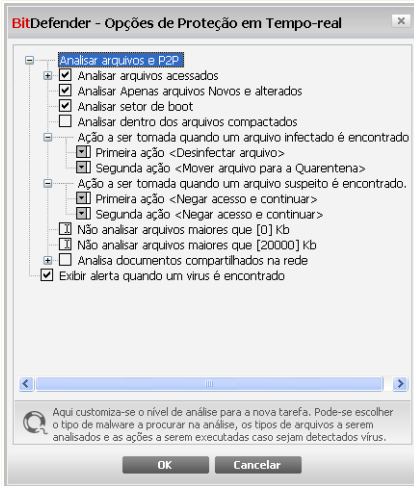 BitDefender - Opções de Proteção em Tempo-real
Analisar arquivos e P2P
Analisar arquivos acessados
Analisar Apenas arquivos Novos e alterados
Analisar setor de boot
Analisar dentro dos arquivos compactados
Ação a ser tomada quando um arquivo infectado é encontrado
Primeira ação <Desinfectar arquivo>
Segunda ação <Mover arquivo para a Quarentena>
Ação a ser tomada quando um arquivo suspeito é encontrado.
Primeira ação <Negar acesso e continuar>
Segunda ação <Negar acesso e continuar>
Não analisar arquivos maiores que [0] Kb
Não analisar arquivos maiores que [20000] Kb
Analisa documentos compartilhados na rede
Exibir alerta quando um virus é encontrado
Aqui customiza-se o nível de análise para a nova tarefa. Pode-se escolher
o tipo de malware a procurar na análise, os tipos de arquivos a serem
analisados e as ações a serem executadas caso sejam detectados vírus.
OK Cancelar